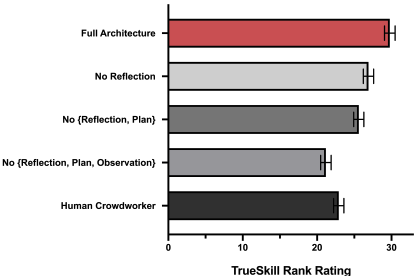 Full Architecture
No Reflection
No {Reflection, Plan}
No {Reflection, Plan, Observation}
Human Crowdworker
0 10 20 30
TrueSkill Rank Rating